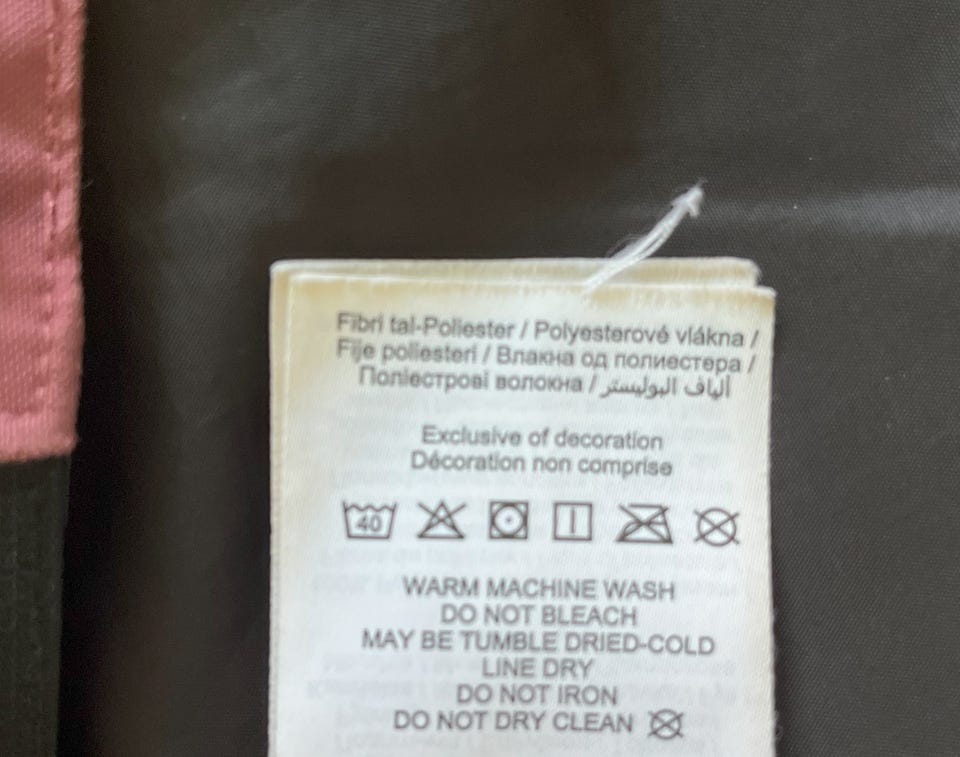 Fibri tal-Poliester / Polyesterové vlákna /
Fije poliesteri / Влакна од полиестера /
Поліестрові волокна / ألياف البوليستر
Exclusive of decoration
Décoration non comprise
40
WARM MACHINE WASH
DO NOT BLEACH
MAY BE TUMBLE DRIED-COLD
LINE DRY
DO NOT IRON
DO NOT DRY CLEAN